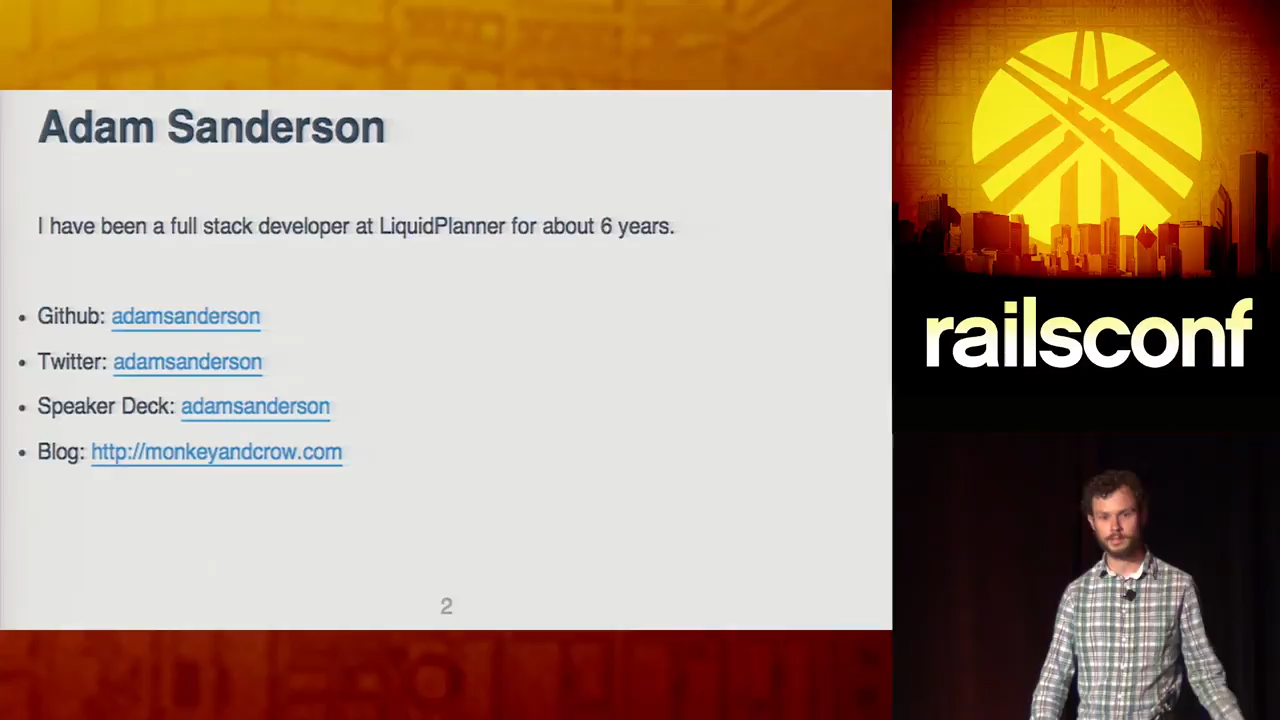 Adam Sanderson
I have been a full stack developer at LiquidPlanner for about 6 years.
• Github: adamsanderson
• Twitter: adamsanderson
• Speaker Deck: adamsanderson
• Blog: http://monkeyandcrow.com
2
railsconf